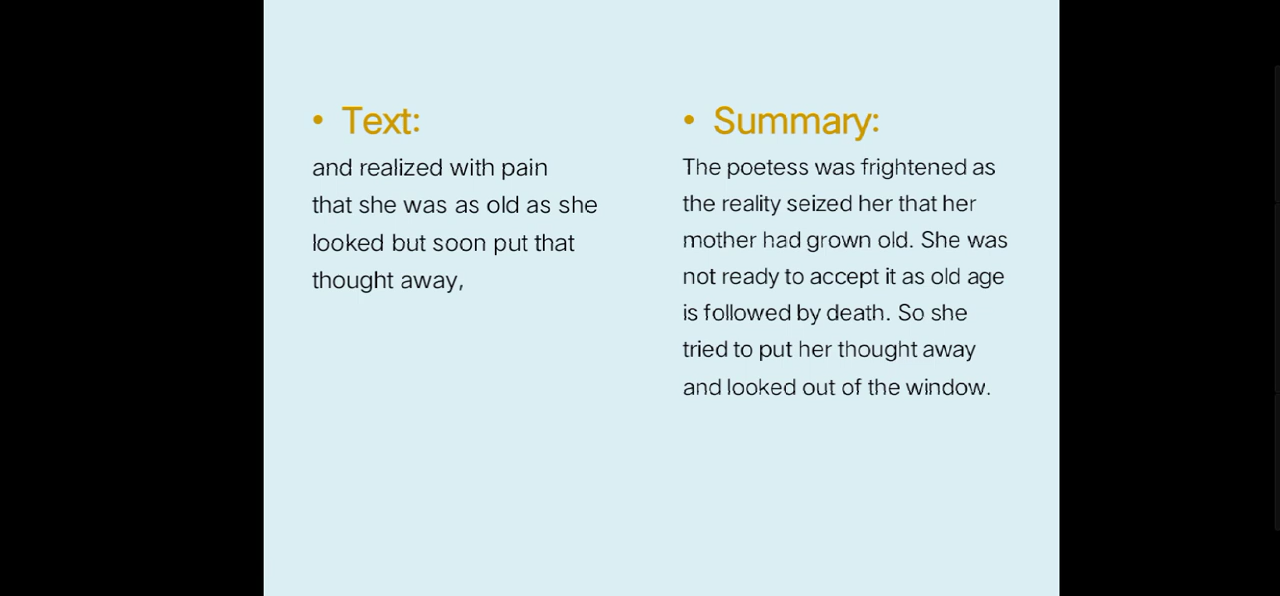 • Text:
and realized with pain
that she was as old as she
looked but soon put that
thought away,
• Summary:
The poetess was frightened as
the reality seized her that her
mother had grown old. She was
not ready to accept it as old age
is followed by death. So she
tried to put her thought away
and looked out of the window.